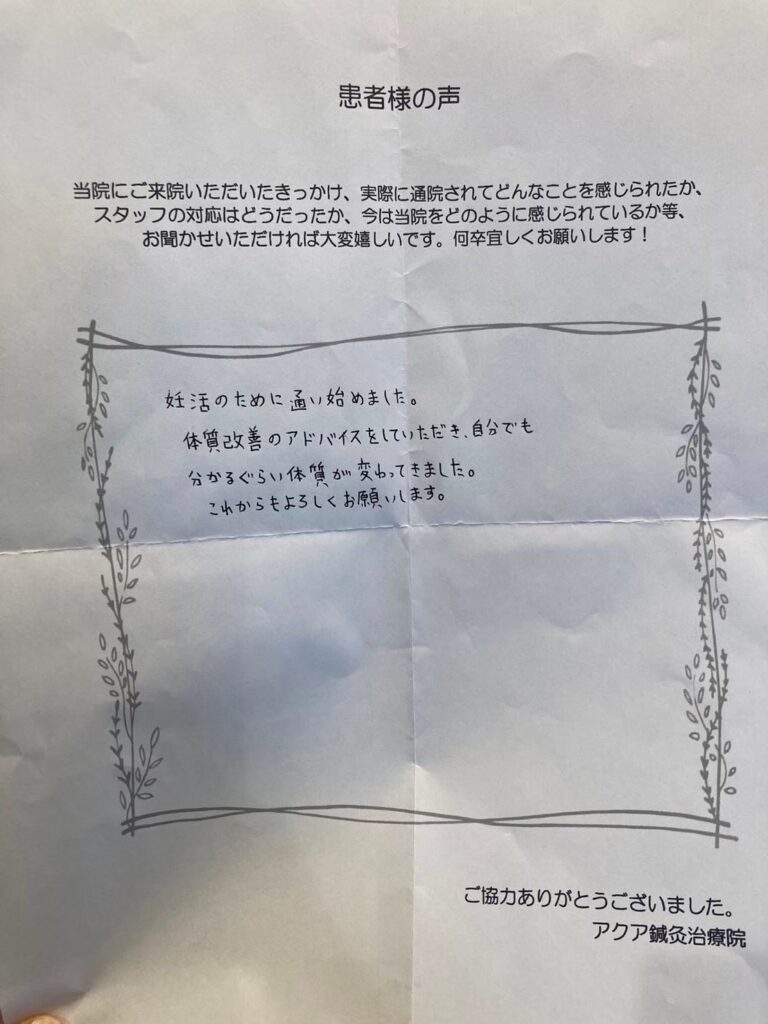 患者様の声
当院にご来院いただいたきっかけ、実際に通院されてどんなことを感じられたか、
スタッフの対応はどうだったか、今は当院をどのように感じられているか等、
お聞かせいただければ大変嬉しいです。何卒宜しくお願いします！
妊活のために通い始めました。
体質改善のアドバイスをしていただき、自分でも
分かるぐらい体質が変わってきました。
これからもよろしくお願いします。
ご協力ありがとうございました。
アクア鍼灸治療院